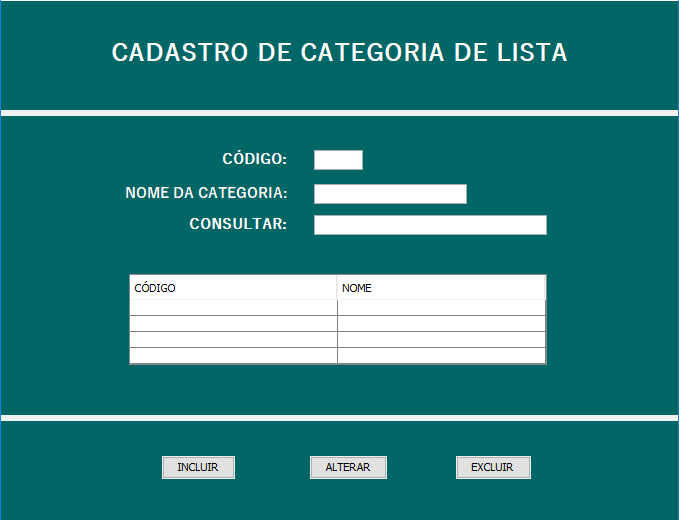 CADASTRO DE CATEGORIA DE LISTA
CÓDIGO:
NOME DA CATEGORIA:
CONSULTAR:
CÓDIGO NOME
INCLUIR ALTERAR EXCLUIR